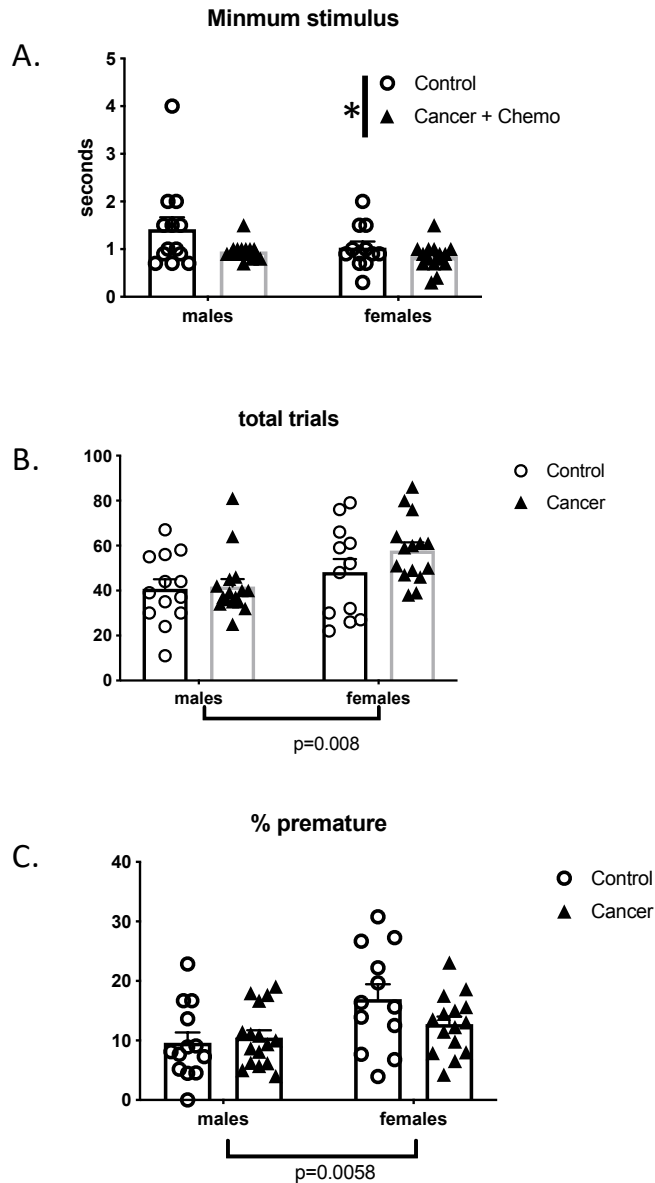 Minmum stimulus
A.
5
4
3
2
1
0
seconds
Control
* Cancer + Chemo
males females
total trials
B.
100
80
60
40
20
0
Control
Cancer
males females
p=0.008
% premature
C.
40
30
20
10
0
Control
Cancer
males females
p=0.0058